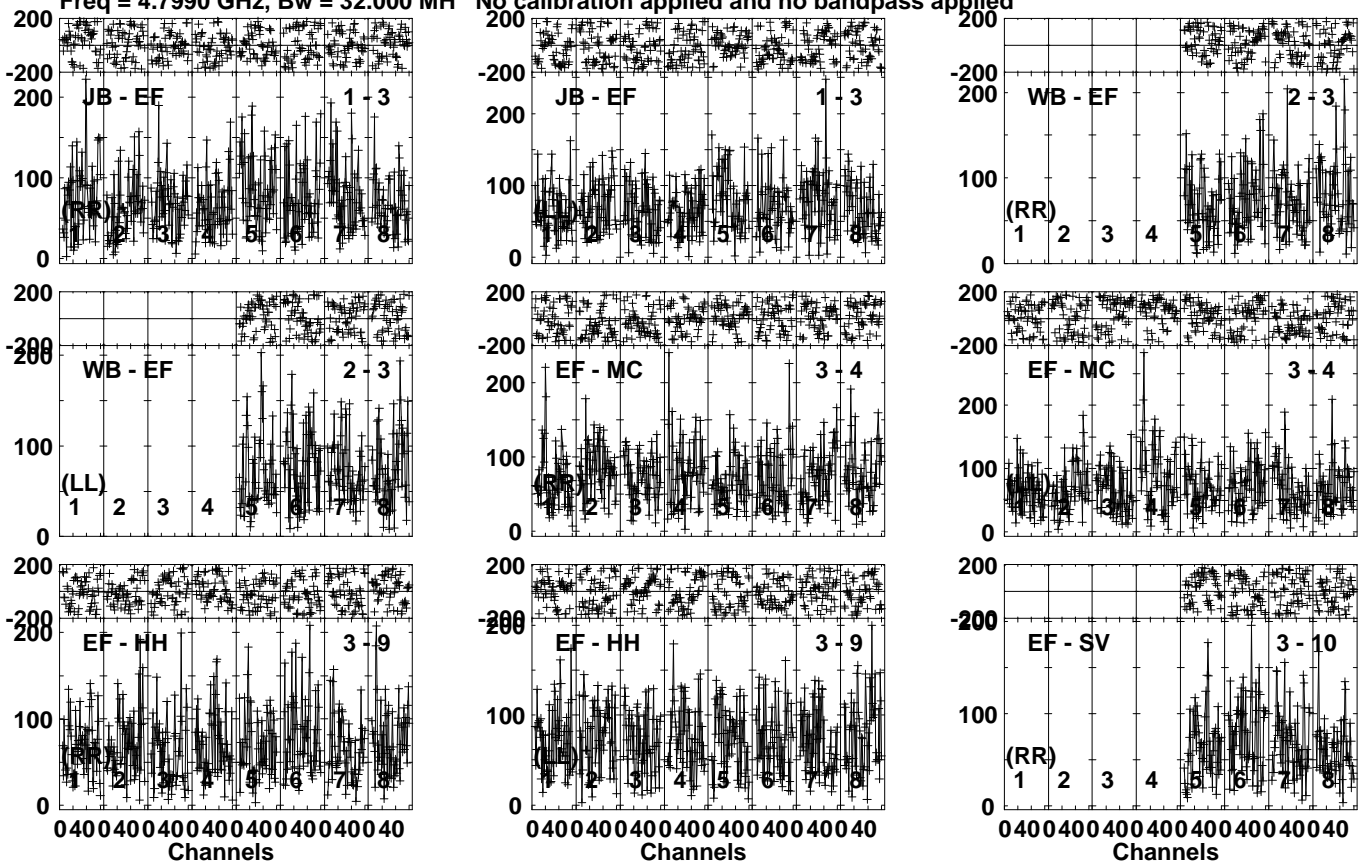 Freq = 4.7990 GHz, Bw = 32.000 MH No calibration applied and no bandpass applied
200 200 200
-200 -200 -200
200 JB - EF 1 - 3 200 JB - EF 1 - 3 200 WB - EF 2 - 3
100 100 100
(RR) (LL) (RR)
1 2 3 4 5 6 7 8 1 2 3 4 5 6 7 8 1 2 3 4 5 6 7 8
0 0 0
200 200 200
-200 -200 -200
200 WB - EF 2 - 3 200 EF - MC 3 - 4 200 EF - MC 3 - 4
100 100 100
(LL) (RR) (LL)
1 2 3 4 5 6 7 8 1 2 3 4 5 6 7 8 1 2 3 4 5 6 7 8
0 0 0
200 200 200
-200 -200 -200
200 EF - HH 3 - 9 200 EF - HH 3 - 9 200 EF - SV 3 - 10
100 100 100
(RR) (LL) (RR)
1 2 3 4 5 6 7 8 1 2 3 4 5 6 7 8 1 2 3 4 5 6 7 8
0 0 0
0 40 0 40 0 40 0 40 0 40 0 40 0 40 0 40 0 40 0 40 0 40 0 40 0 40 0 40 0 40 0 40 0 40 0 40 0 40 0 40 0 40 0 40 0 40 0 40
Channels Channels Channels